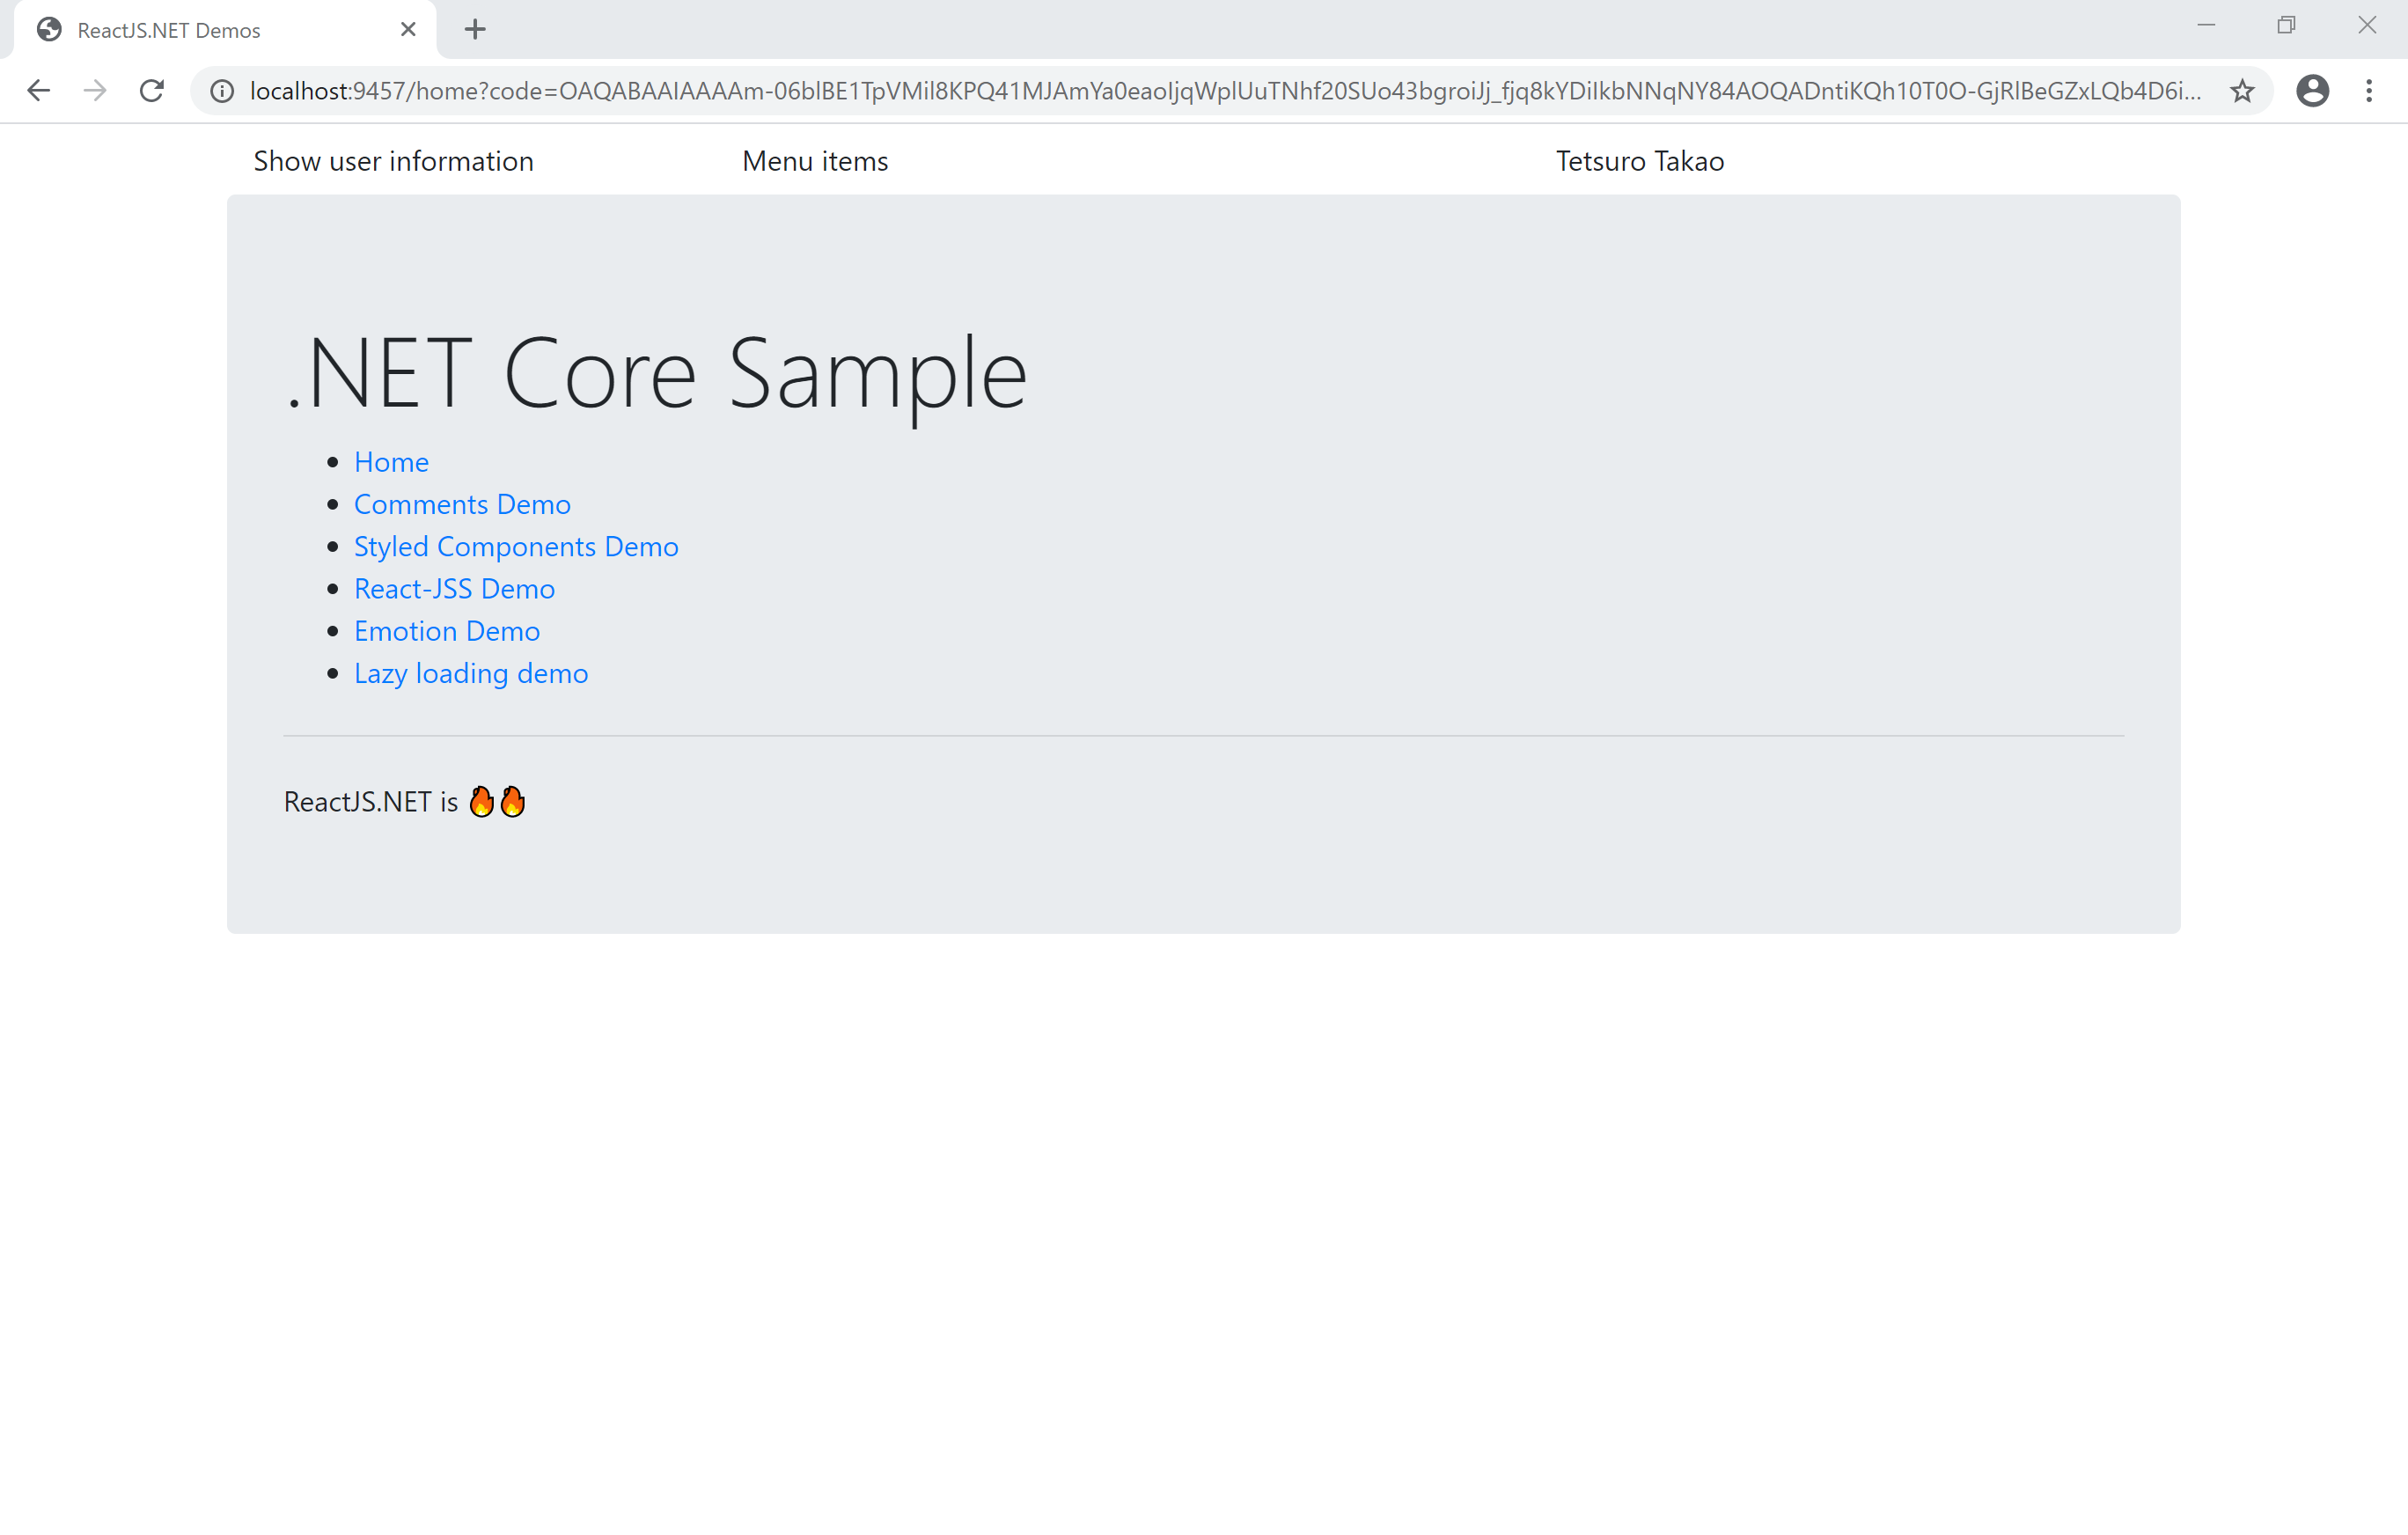 ReactJS.NET Demos
localhost:9457/home?code=OAQABAAIAAAAm-06blBE1TpVMil8KPQ41MJAmYa0eaoIjqWplUuTNhf20SUo43bgroiJj_fjq8kYDiIkbNNqNY84AOQADntiKQh10T0O-GjRlBeGZxLQb4D6i...
Show user information Menu items Tetsuro Takao
.NET Core Sample
Home
Comments Demo
Styled Components Demo
React-JSS Demo
Emotion Demo
Lazy loading demo
ReactJS.NET is 🔥🔥